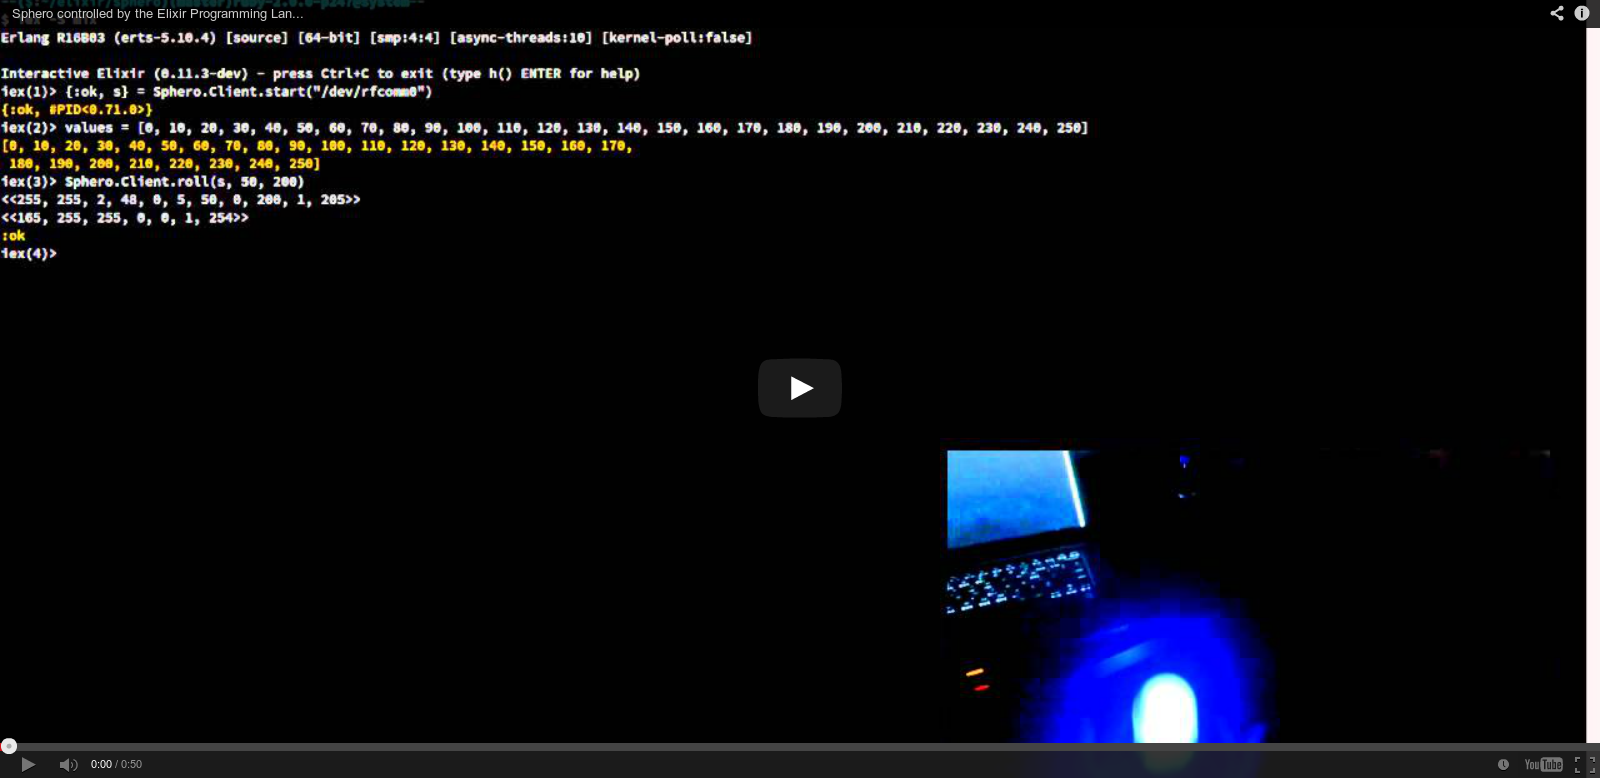 Sphero controlled by the Elixir Programming Lan...
Erlang R16B03 (erts-5.10.4) [source] [64-bit] [smp:4:4] [async-threads:10] [kernel-poll:false]
Interactive Elixir (0.11.3-dev) - press Ctrl+C to exit (type h() ENTER for help)
iex(1)> {:ok, s} = Sphero.Client.start("/dev/rfcomm0")
{:ok, #PID<0.71.0>}
iex(2)> values = [0, 10, 20, 30, 40, 50, 60, 70, 80, 90, 100, 110, 120, 130, 140, 150, 160, 170, 180, 190, 200, 210, 220, 230, 240, 250]
[0, 10, 20, 30, 40, 50, 60, 70, 80, 90, 100, 110, 120, 130, 140, 150, 160, 170,
180, 190, 200, 210, 220, 230, 240, 250]
iex(3)> Sphero.Client.roll(s, 50, 200)
<<255, 255, 2, 48, 0, 5, 50, 0, 200, 1, 205>>
<<165, 255, 255, 0, 0, 1, 254>>
:ok
iex(4)>
0:00 / 0:50
YouTube